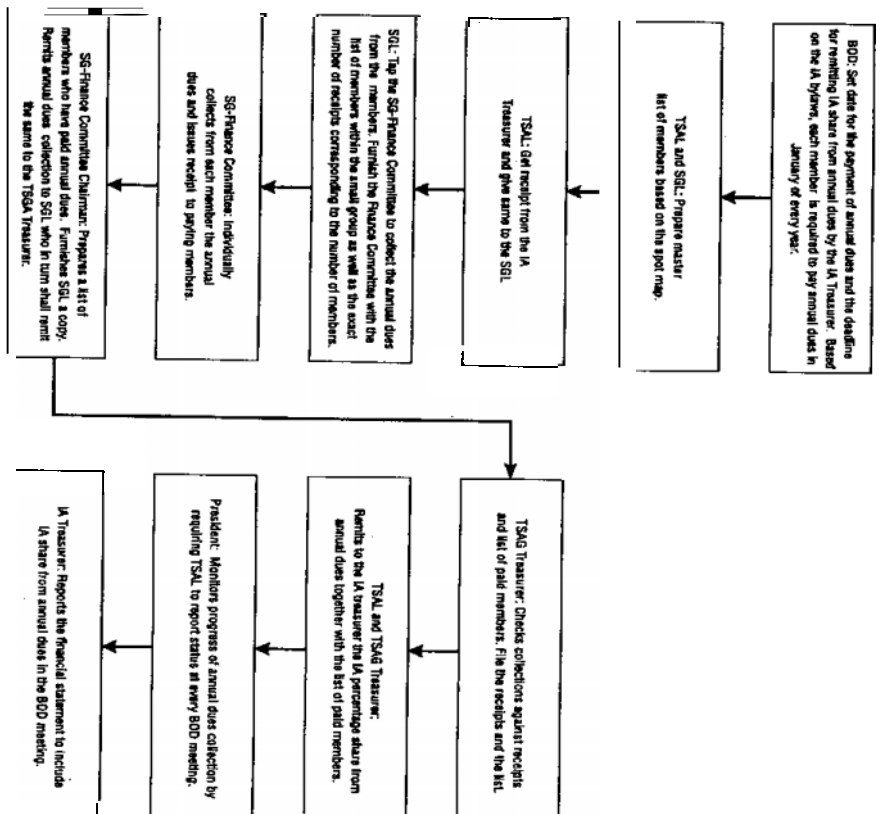 BOD: Set date for the payment of annual dues and the deadline
for remitting IA share from annual dues by the IA Treasurer. Based
on the IA bylaws, each member is required to pay annual dues in
January of every year.
TSAL and SGL: Prepare master
list of members based on the spot map.
TSAL: Get receipt from the IA
Treasurer and give same to the SGL
SGL: Tap the SG-Finance Committee to collect the annual dues
from the members. Furnish the Finance Committee with the
list of members within the small group as well as the exact
number of receipts corresponding to the number of members.
SG-Finance Committee: Individually
collects from each member the annual
dues and issues receipt to paying members.
SG-Finance Committee Chairman: Prepares a list of
members who have paid annual dues. Furnishes SGL a copy.
Remits annual dues collection to SGL who in turn shall remit
the same to the TSGA Treasurer.
TSAG Treasurer: Checks collections against receipts
and list of paid members. File the receipts and the list.
TSAL and TSAG Treasurer:
Remits to the IA treasurer the IA percentage share from
annual dues together with the list of paid members.
President: Monitors progress of annual dues collection by
requiring TSAL to report status at every BOD meeting.
IA Treasurer: Reports the financial statement to include
IA share from annual dues in the BOD meeting.